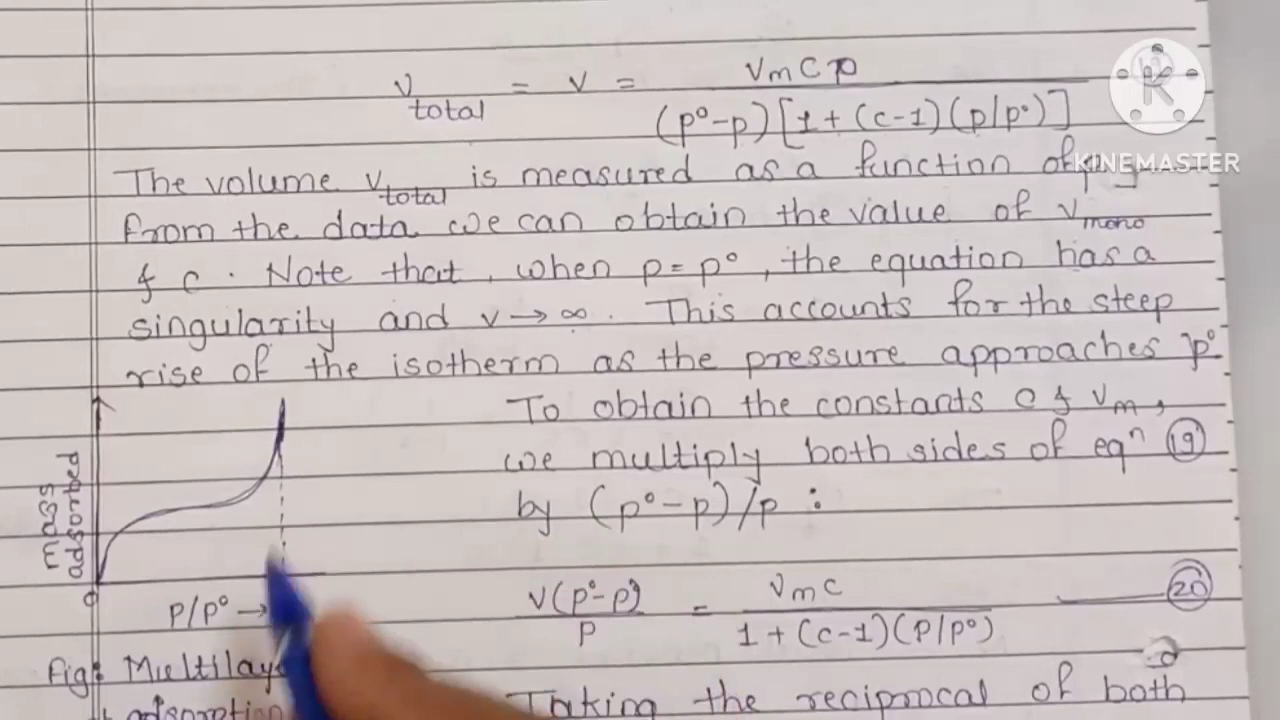 v total = v = vₘ c p / (p°-p) [1 + (c-1) (p/p°)]
KINEMASTER
The volume v total is measured as a function of
from the data we can obtain the value of v mono
& c. Note that, when p = p°, the equation has a
singularity and v → ∞. This accounts for the steep
rise of the isotherm as the pressure approaches p°.
To obtain the constants c & vₘ,
we multiply both sides of eqⁿ (19)
by (p°-p)/p :
mass adsorbed
0
P/P° →
v(p°-p)/p = vₘc / 1 + (c-1)(P/P°) — (20)
fig: Multilay
adsorption
Taking the reciprocal of both